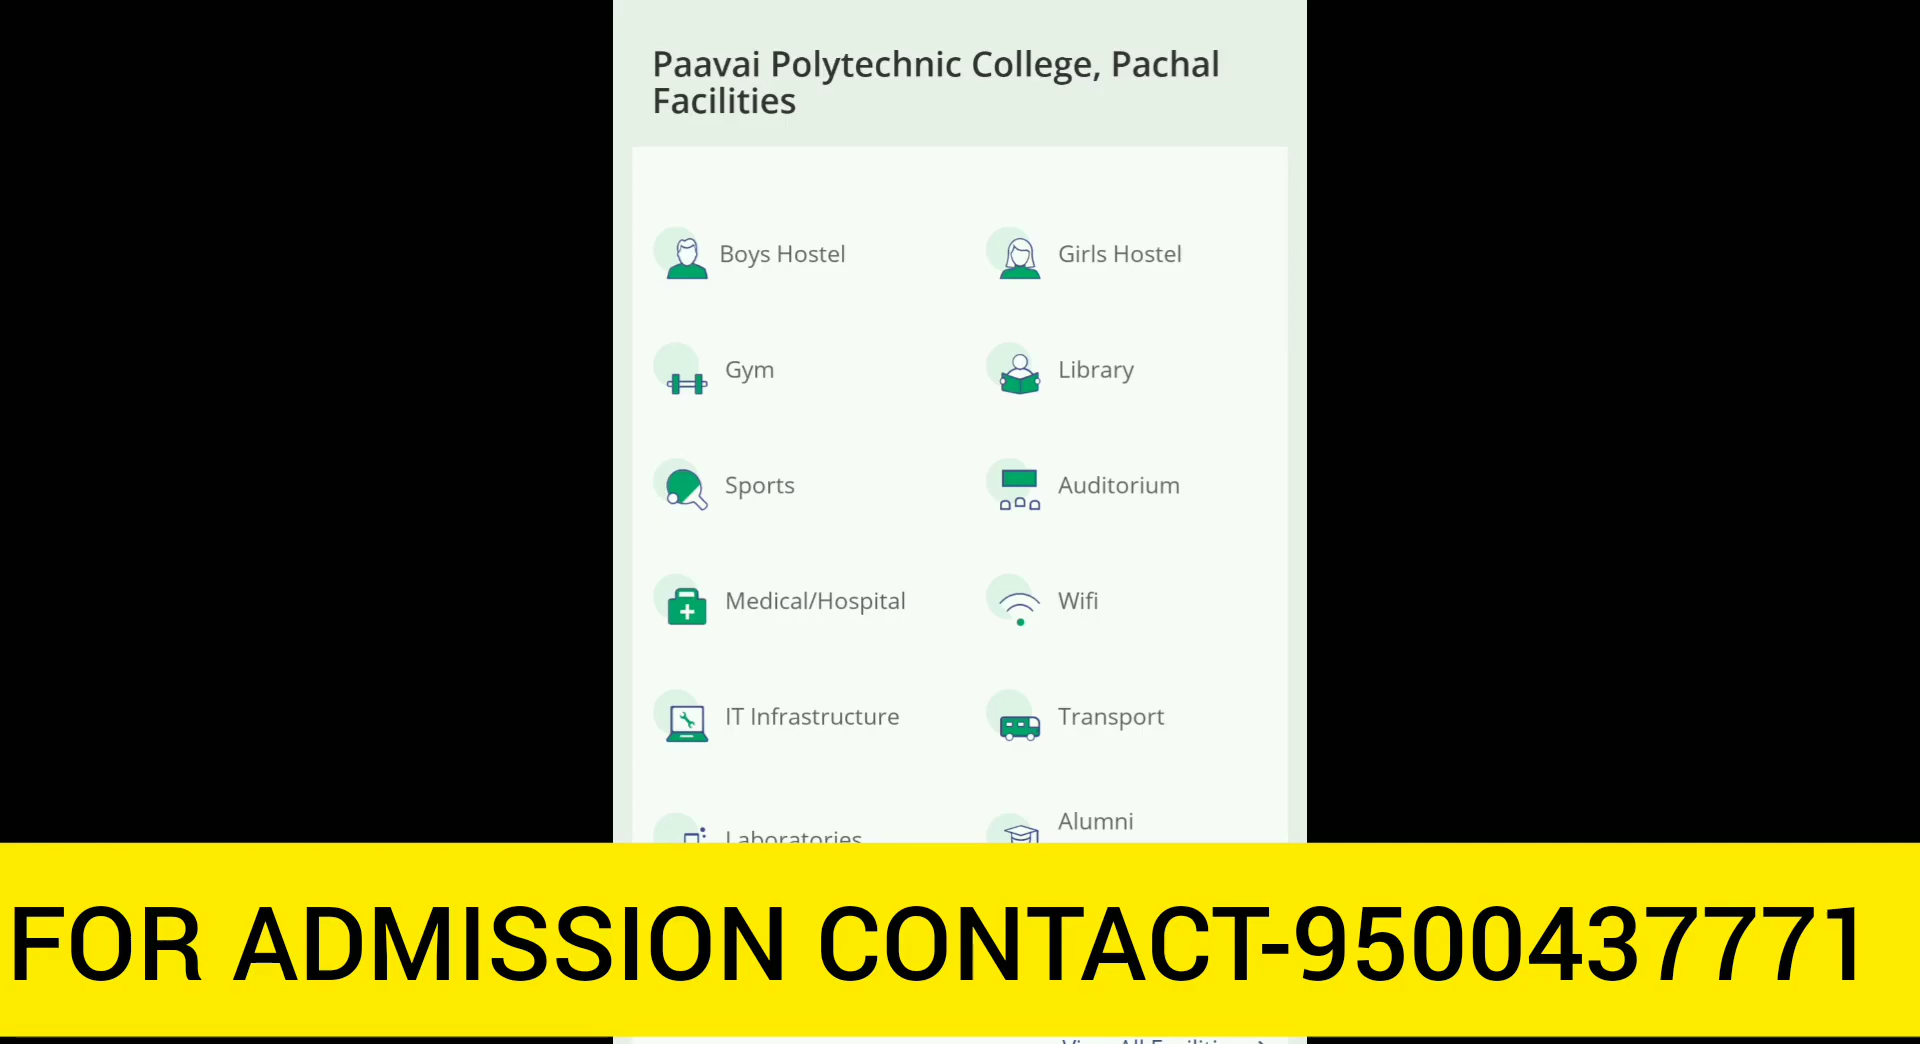 Paavai Polytechnic College, Pachal
Facilities
Boys Hostel
Girls Hostel
Gym
Library
Sports
Auditorium
Medical/Hospital
Wifi
IT Infrastructure
Transport
Laboratories
Alumni
FOR ADMISSION CONTACT-9500437771